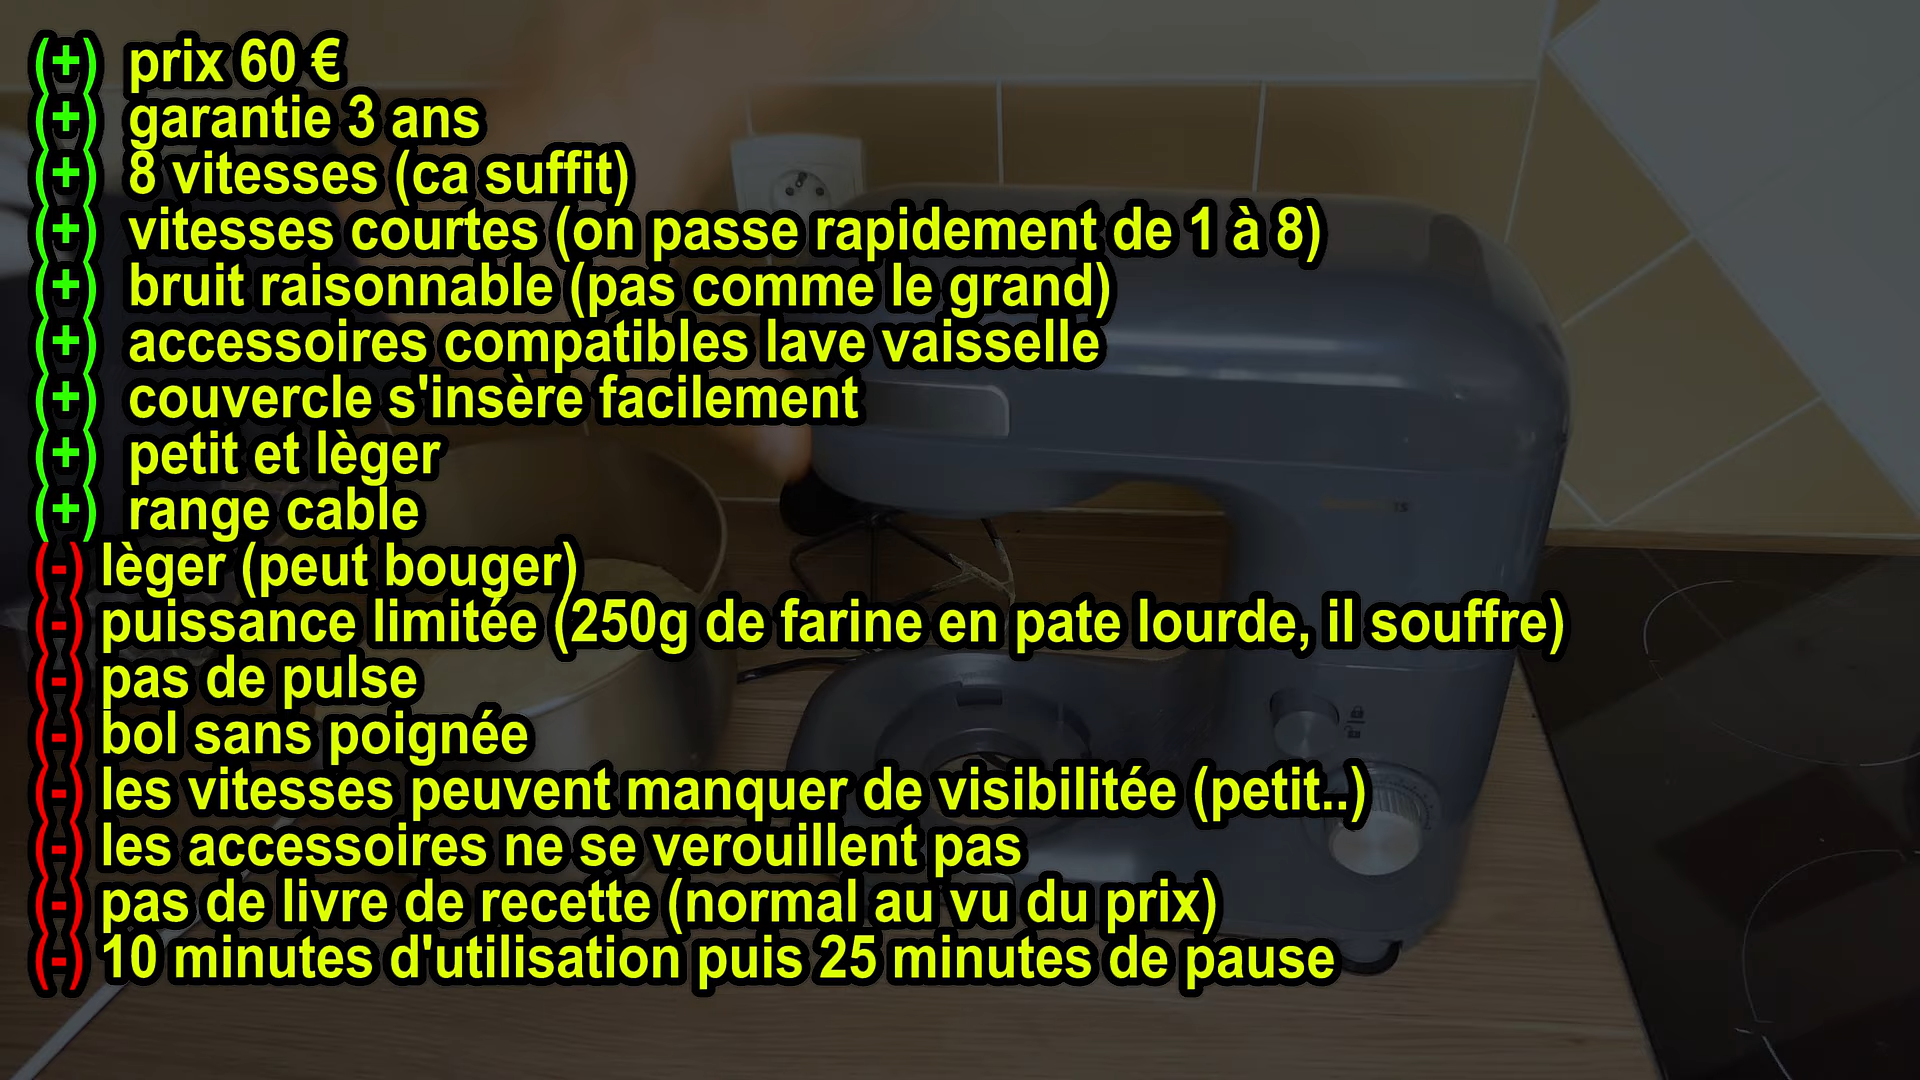 (+) prix 60 €
(+) garantie 3 ans
(+) 8 vitesses (ca suffit)
(+) vitesses courtes (on passe rapidement de 1 à 8)
(+) bruit raisonnable (pas comme le grand)
(+) accessoires compatibles lave vaisselle
(+) couvercle s'insère facilement
(+) petit et lèger
(+) range cable
(-) lèger (peut bouger)
(-) puissance limitée (250g de farine en pate lourde, il souffre)
(-) pas de pulse
(-) bol sans poignée
(-) les vitesses peuvent manquer de visibilitée (petit..)
(-) les accessoires ne se verouillent pas
(-) pas de livre de recette (normal au vu du prix)
(-) 10 minutes d'utilisation puis 25 minutes de pause